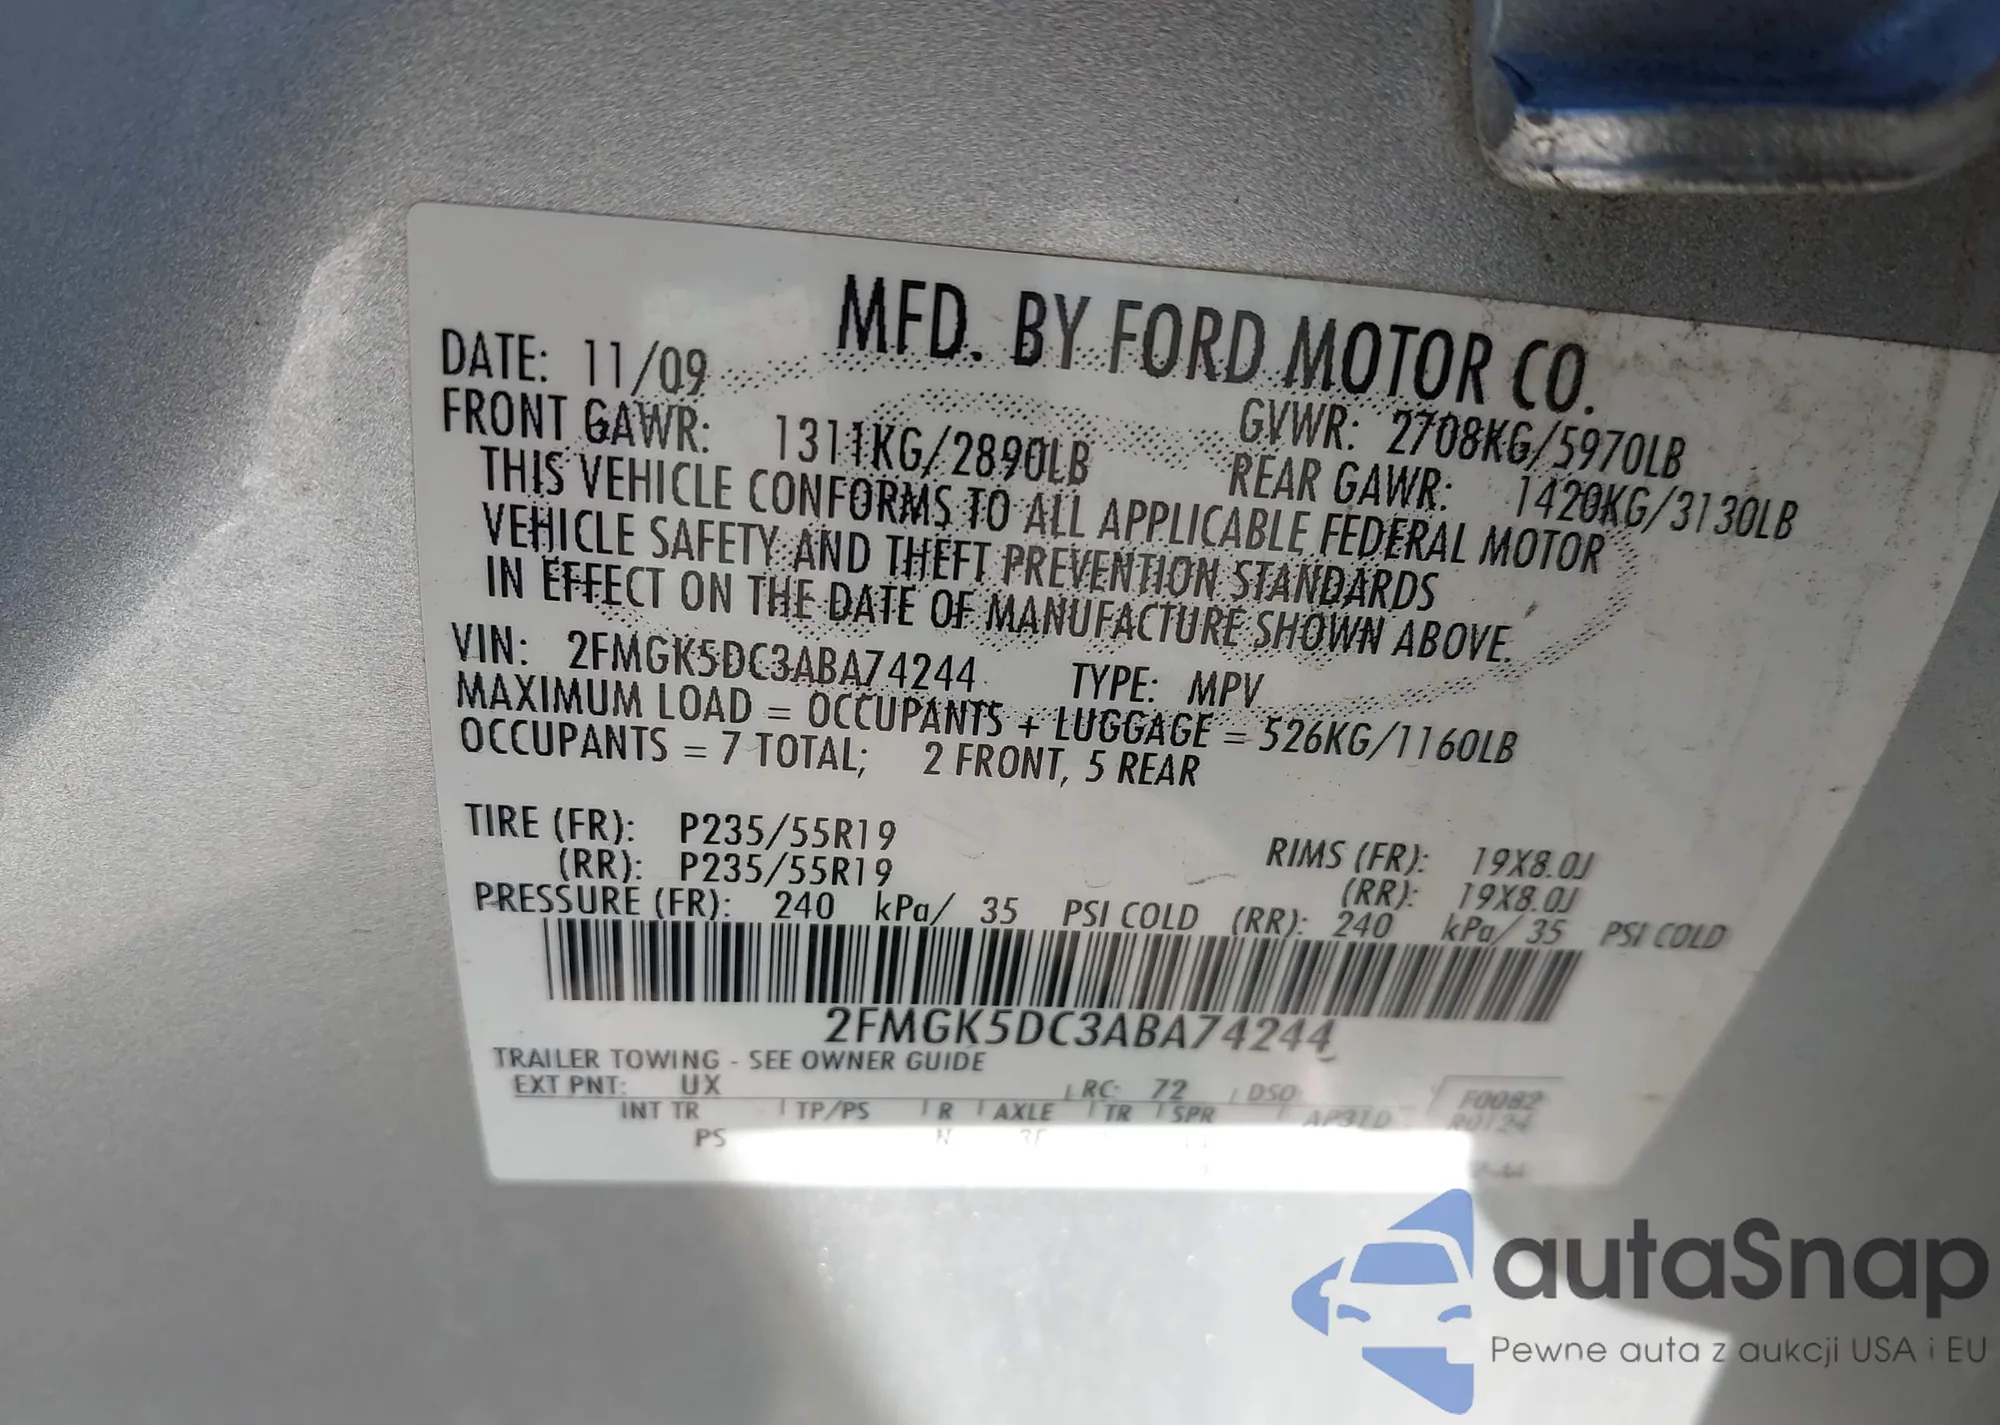 MFD. BY FORD MOTOR CO.
DATE: 11/09 GVWR: 2708KG/5970LB
FRONT GAWR: 1311KG/2890LB REAR GAWR: 1420KG/3130LB
THIS VEHICLE CONFORMS TO ALL APPLICABLE FEDERAL MOTOR
VEHICLE SAFETY AND THEFT PREVENTION STANDARDS
IN EFFECT ON THE DATE OF MANUFACTURE SHOWN ABOVE.
VIN: 2FMGK5DC3ABA74244 TYPE: MPV
MAXIMUM LOAD = OCCUPANTS + LUGGAGE = 526KG/1160LB
OCCUPANTS = 7 TOTAL; 2 FRONT, 5 REAR
TIRE (FR): P235/55R19 RIMS (FR): 19X8.0J
(RR): P235/55R19 (RR): 19X8.0J
PRESSURE (FR): 240 kPa/ 35 PSI COLD (RR): 240 kPa/ 35 PSI COLD
2FMGK5DC3ABA74244
TRAILER TOWING - SEE OWNER GUIDE
EXT PNT: UX RC: 72 DSO: F0082
INT TR TP/PS R AXLE TR SPR R0124
PS
autaSnap
Pewne auta z aukcji USA i EU